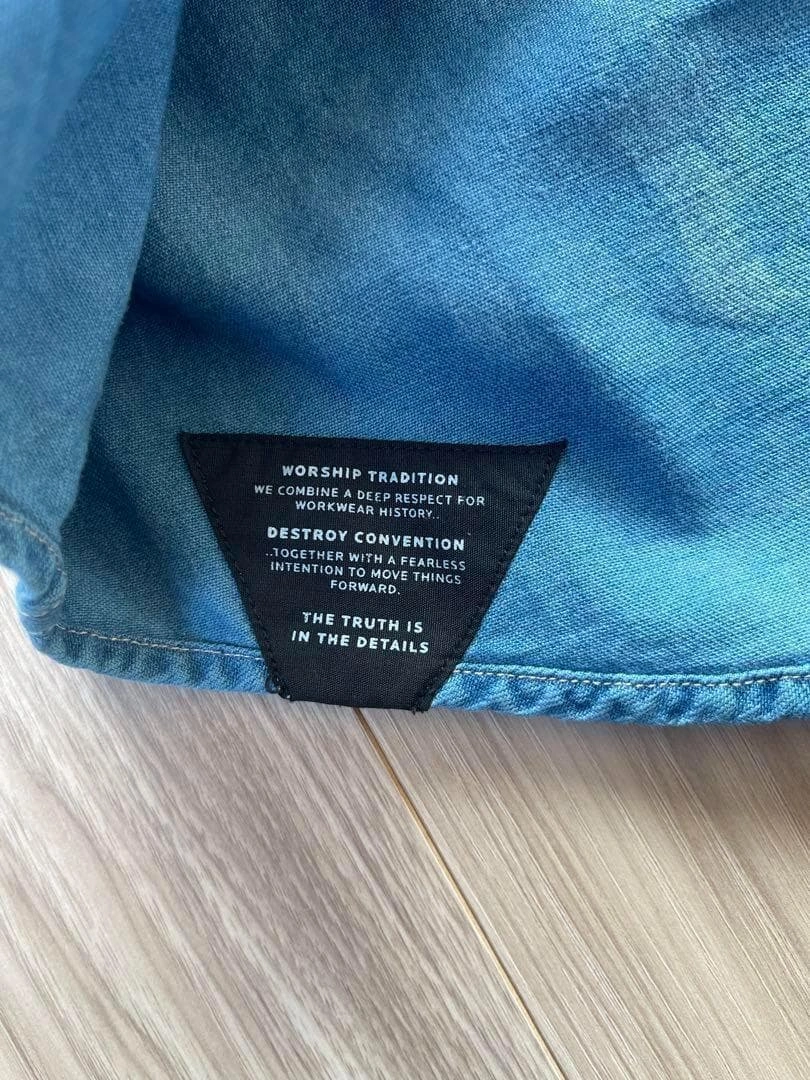 WORSHIP TRADITION
WE COMBINE A DEEP RESPECT FOR
WORKWEAR HISTORY..
DESTROY CONVENTION
..TOGETHER WITH A FEARLESS
INTENTION TO MOVE THINGS
FORWARD.
THE TRUTH IS
IN THE DETAILS